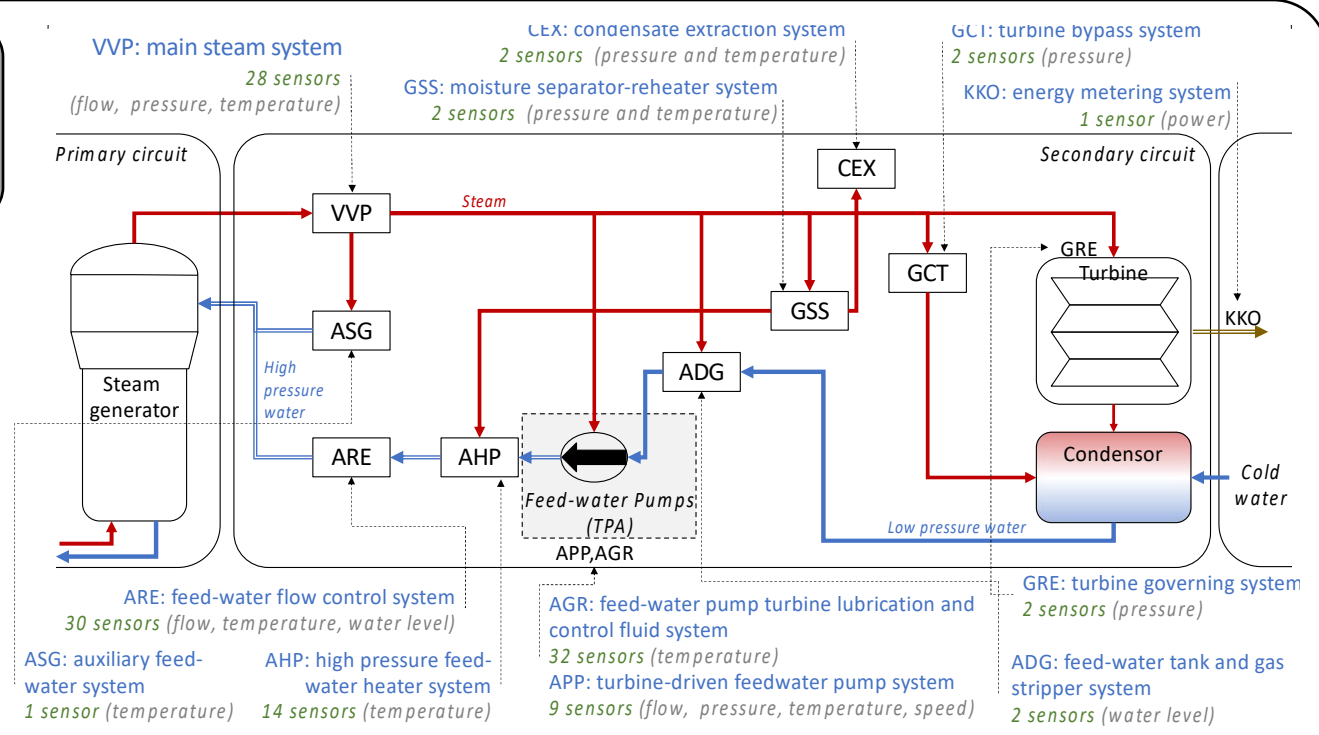 CEX: condensate extraction system
2 sensors (pressure and temperature)
GCT: turbine bypass system
2 sensors (pressure)
VVP: main steam system
28 sensors
(flow, pressure, temperature)
GSS: moisture separator-reheater system
2 sensors (pressure and temperature)
KKO: energy metering system
1 sensor (power)
Primary circuit
Secondary circuit
CEX
VVP
Steam
GRE
Turbine
GCT
GSS
KKO
ASG
High
pressure
water
ADG
Steam
generator
ARE
AHP
Condensor
Cold
water
Feed-water Pumps
(TPA)
Low pressure water
APP,AGR
ARE: feed-water flow control system
30 sensors (flow, temperature, water level)
AGR: feed-water pump turbine lubrication and
control fluid system
32 sensors (temperature)
APP: turbine-driven feedwater pump system
9 sensors (flow, pressure, temperature, speed)
GRE: turbine governing system
2 sensors (pressure)
ASG: auxiliary feed-
water system
1 sensor (temperature)
AHP: high pressure feed-
water heater system
14 sensors (temperature)
ADG: feed-water tank and gas
stripper system
2 sensors (water level)